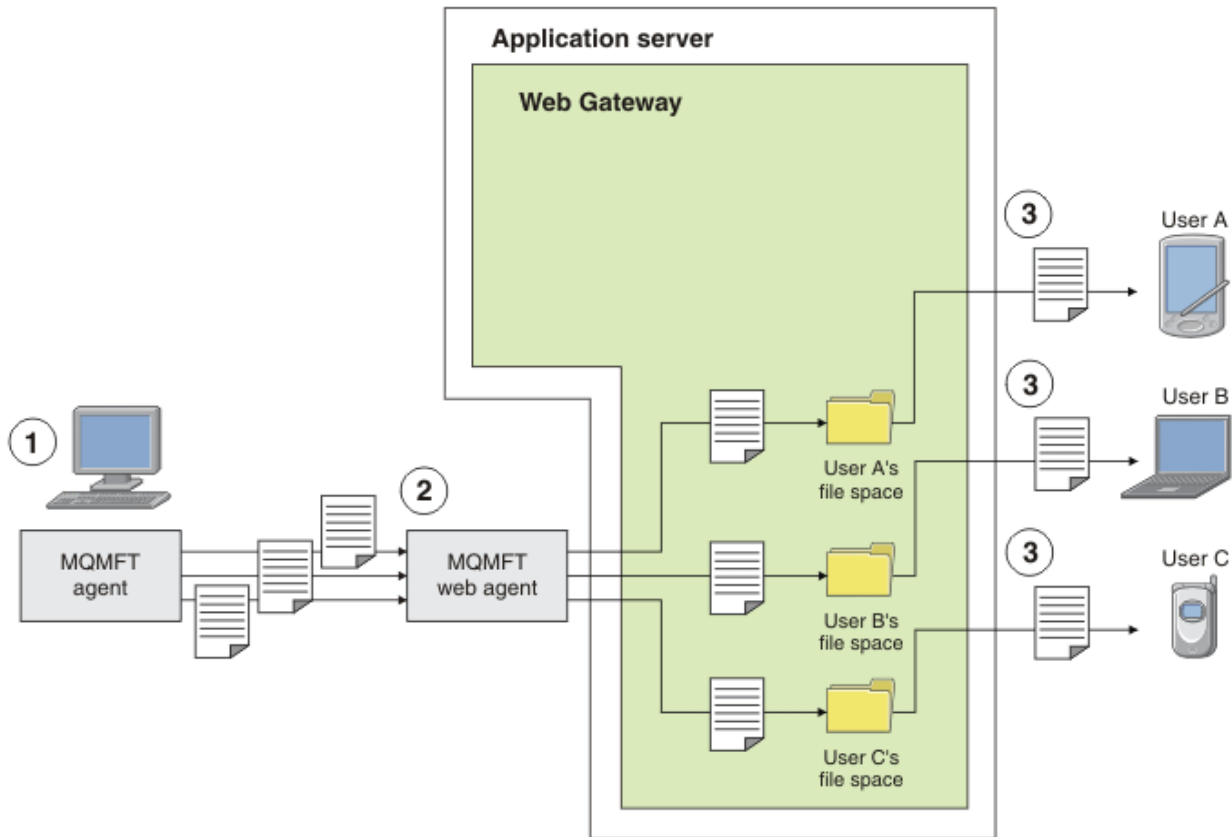 Application server
Web Gateway
3
User A
3
User B
1
User A's
file space
2
MQMFT
agent
MQMFT
web agent
3
User C
User B's
file space
User C's
file space